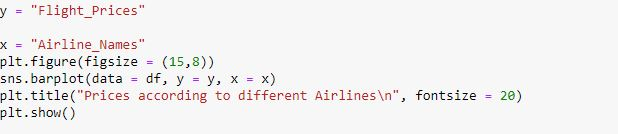 y = "Flight_Prices"
x = "Airline_Names"
plt.figure(figsize = (15,8))
sns.barplot(data = df, y = y, x = x)
plt.title("Prices according to different Airlines\n", fontsize = 20)
plt.show()